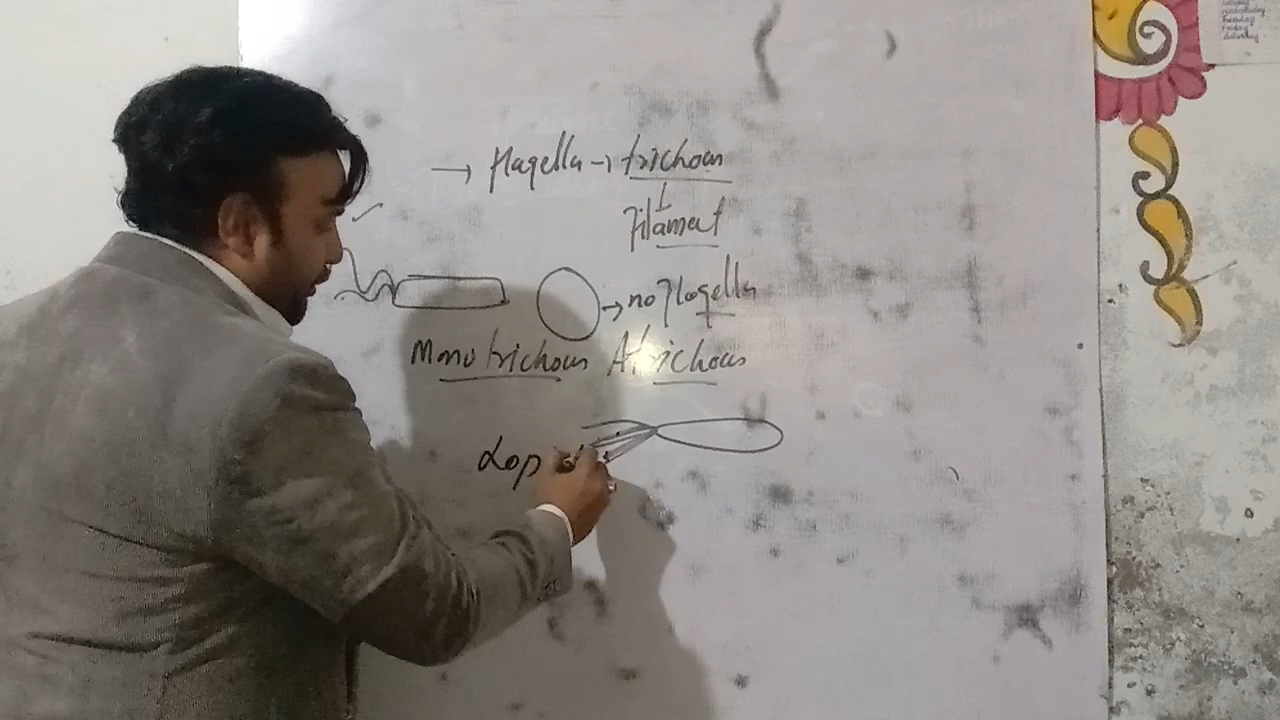 → Flagella → trichous
Filament
→ no Flagella
Monotrichous Atrichous
Lop